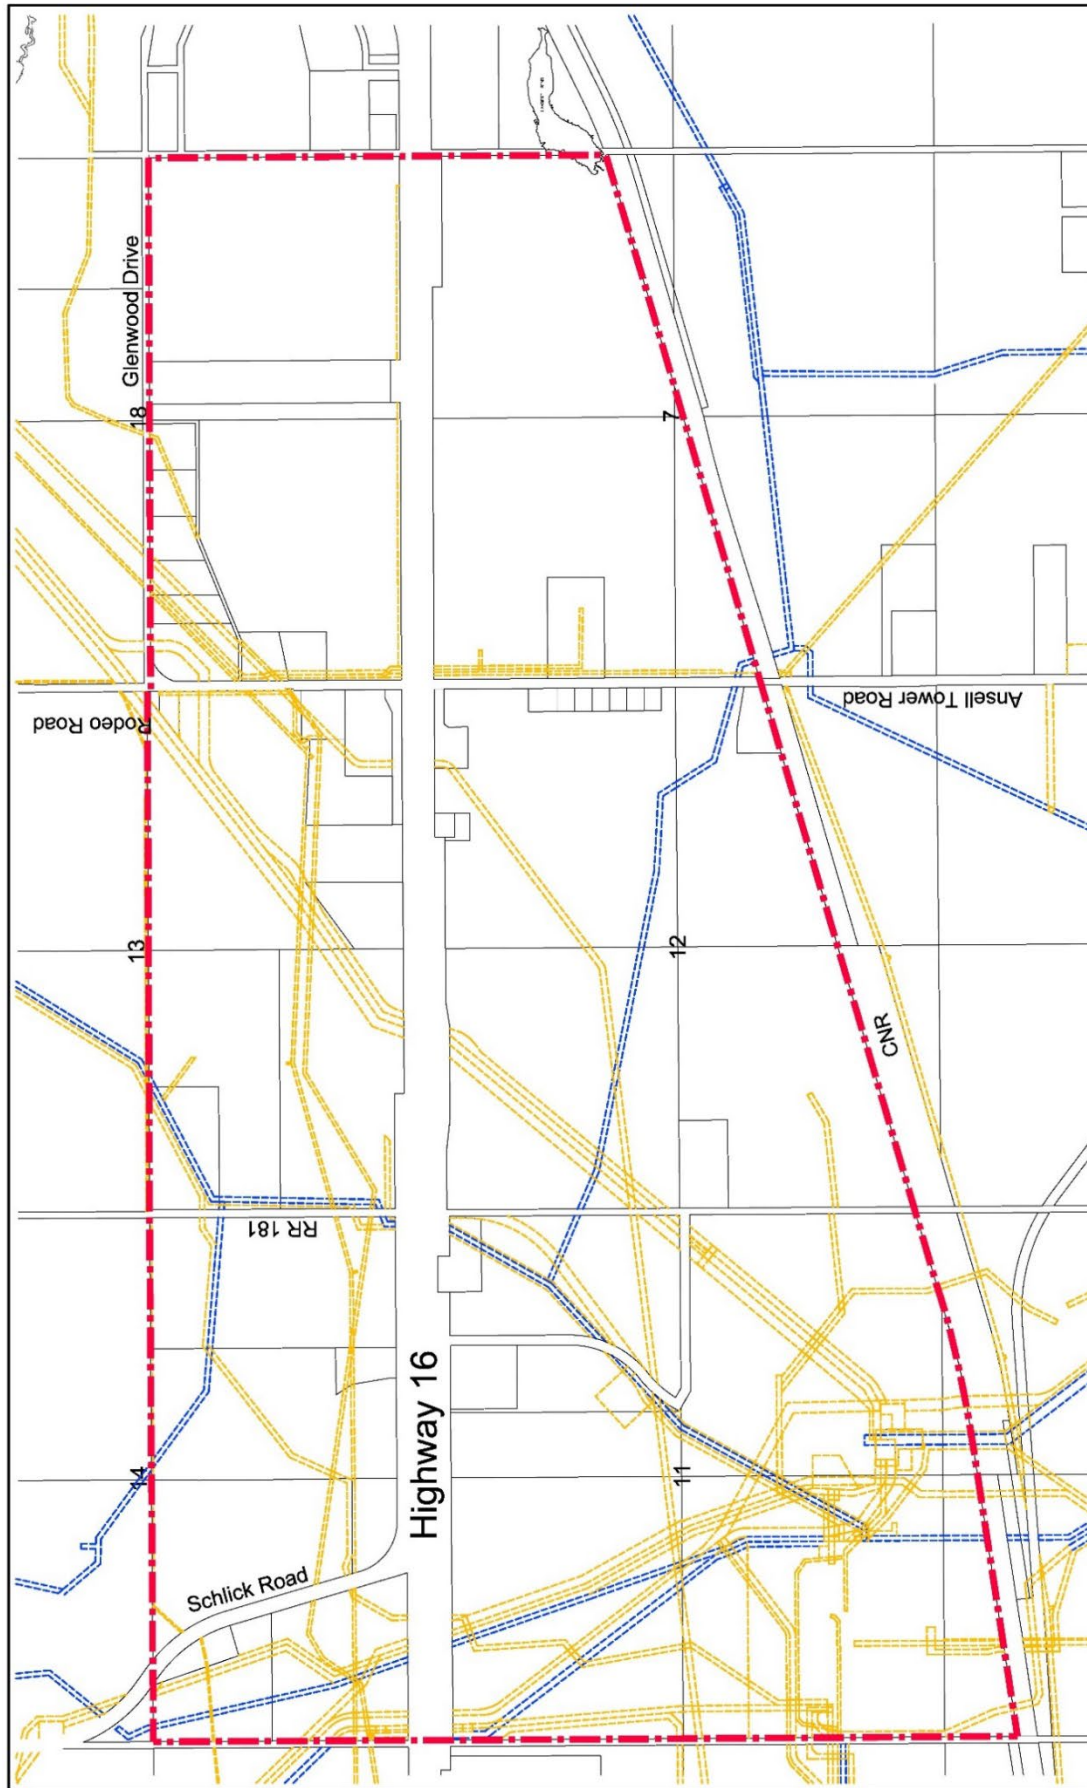 Glenwood Drive
18
7
Rodeo Road
Ansell Tower Road
13
12
CNR
RR 181
Highway 16
14
11
Schlick Road